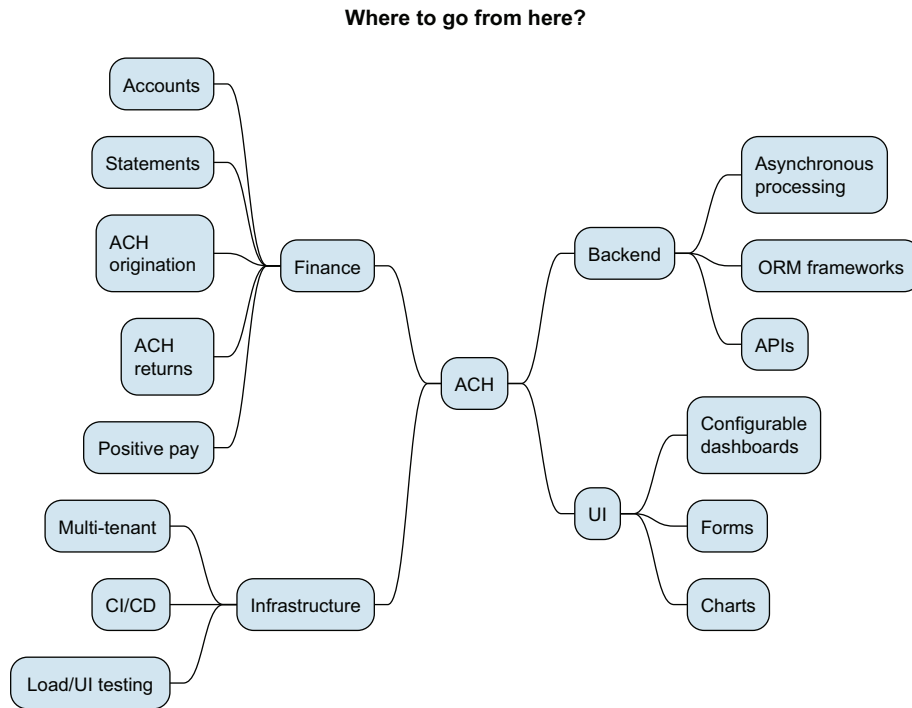 Where to go from here?
Accounts
Statements
ACH
origination
ACH
returns
Positive pay
Finance
Multi-tenant
CI/CD
Load/UI testing
Infrastructure
ACH
Backend
Asynchronous
processing
ORM frameworks
APIs
UI
Configurable
dashboards
Forms
Charts